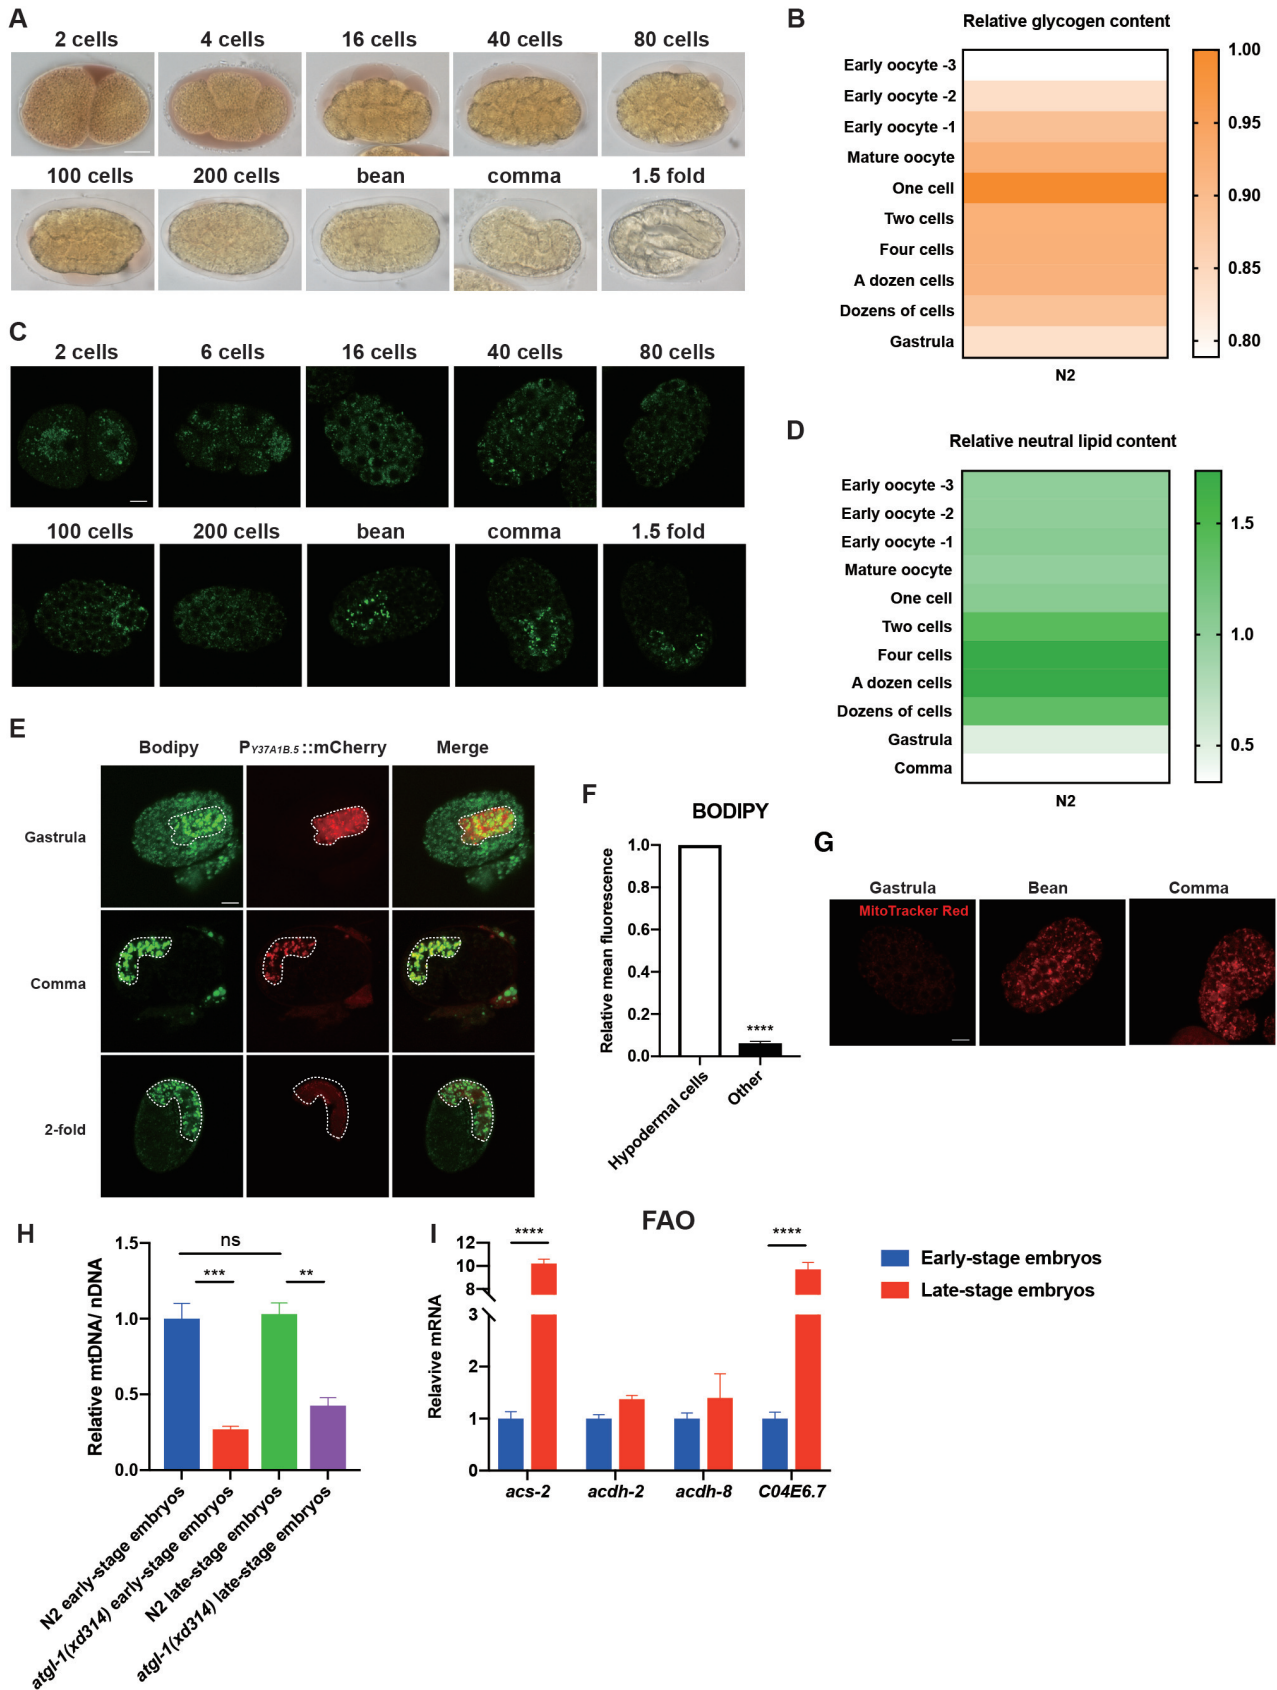 A
2 cells
4 cells
16 cells
40 cells
80 cells
100 cells
200 cells
bean
comma
1.5 fold
B
Relative glycogen content
Early oocyte -3
Early oocyte -2
Early oocyte -1
Mature oocyte
One cell
Two cells
Four cells
A dozen cells
Dozens of cells
Gastrula
1.00
0.95
0.90
0.85
0.80
N2
C
2 cells
6 cells
16 cells
40 cells
80 cells
100 cells
200 cells
bean
comma
1.5 fold
D
Relative neutral lipid content
Early oocyte -3
Early oocyte -2
Early oocyte -1
Mature oocyte
One cell
Two cells
Four cells
A dozen cells
Dozens of cells
Gastrula
Comma
1.5
1.0
0.5
N2
E
Bodipy
PY37A1B.5::mCherry
Merge
Gastrula
Comma
2-fold
F
BODIPY
Relative mean fluorescence
1.0
0.8
0.6
0.4
0.2
0.0
****
Hypodermal cells
Other
G
Gastrula
Bean
Comma
MitoTracker Red
H
Relative mtDNA/ nDNA
1.5
1.0
0.5
0.0
ns
***
**
N2 early-stage embryos
atgl-1(xd314) early-stage embryos
N2 late-stage embryos
atgl-1(xd314) late-stage embryos
I
FAO
Relavive mRNA
12
10
8
3
2
1
0
****
****
acs-2
acdh-2
acdh-8
C04E6.7
Early-stage embryos
Late-stage embryos